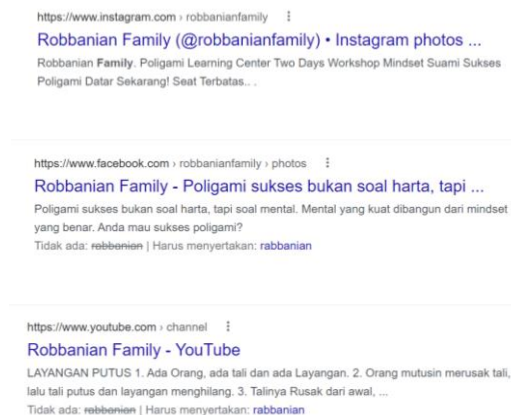 https://www.instagram.com › robbanianfamily
Robbanian Family (@robbanianfamily) • Instagram photos ...
Robbanian Family. Poligami Learning Center Two Days Workshop Mindset Suami Sukses
Poligami Datar Sekarang! Seat Terbatas.. .
https://www.facebook.com › robbanianfamily › photos
Robbanian Family - Poligami sukses bukan soal harta, tapi ...
Poligami sukses bukan soal harta, tapi soal mental. Mental yang kuat dibangun dari mindset
yang benar. Anda mau sukses poligami?
Tidak ada: robbanian | Harus menyertakan: robbanian
https://www.youtube.com › channel
Robbanian Family - YouTube
LAYANGAN PUTUS 1. Ada Orang, ada tali dan ada Layangan. 2. Orang mutusin merusak tali,
lalu tali putus dan layangan menghilang. 3. Talinya Rusak dari awal, ...
Tidak ada: robbanian | Harus menyertakan: robbanian